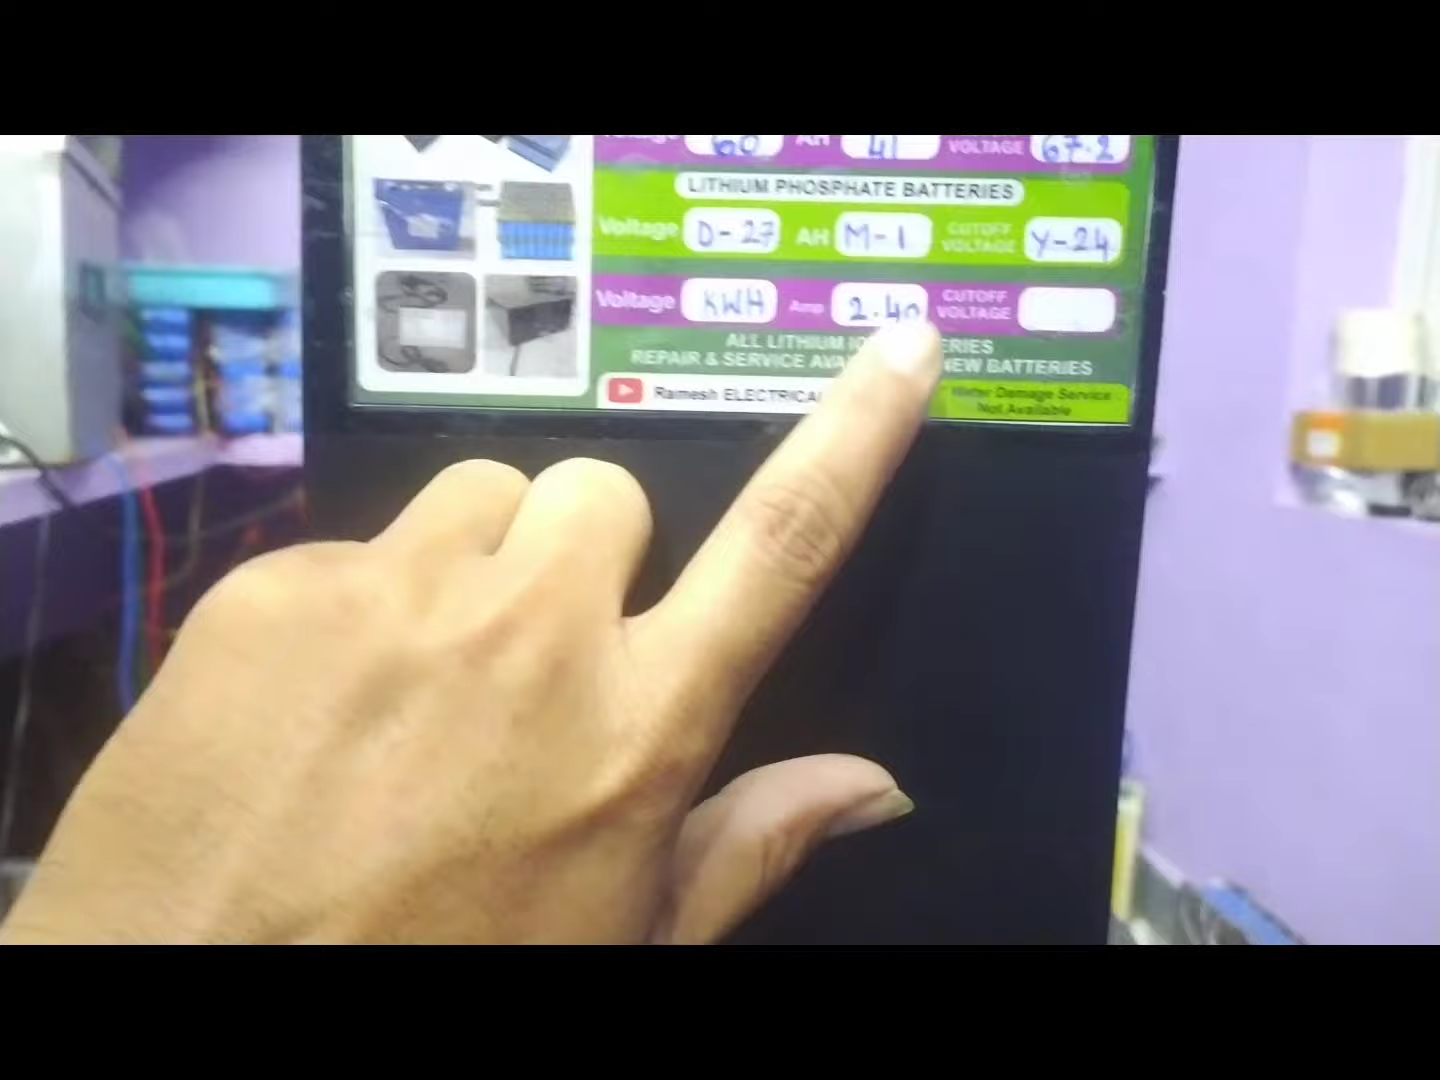 Voltage 60 AH 41 VOLTAGE 67.2
LITHIUM PHOSPHATE BATTERIES
Voltage D-27 AH M-1 CUTOFF VOLTAGE Y-24
Voltage KWH Amp 2.40 CUTOFF VOLTAGE
ALL LITHIUM
REPAIR & SERVICE NEW BATTERIES
Ramesh ELECTRICAL
Water Damage Service
Not Available